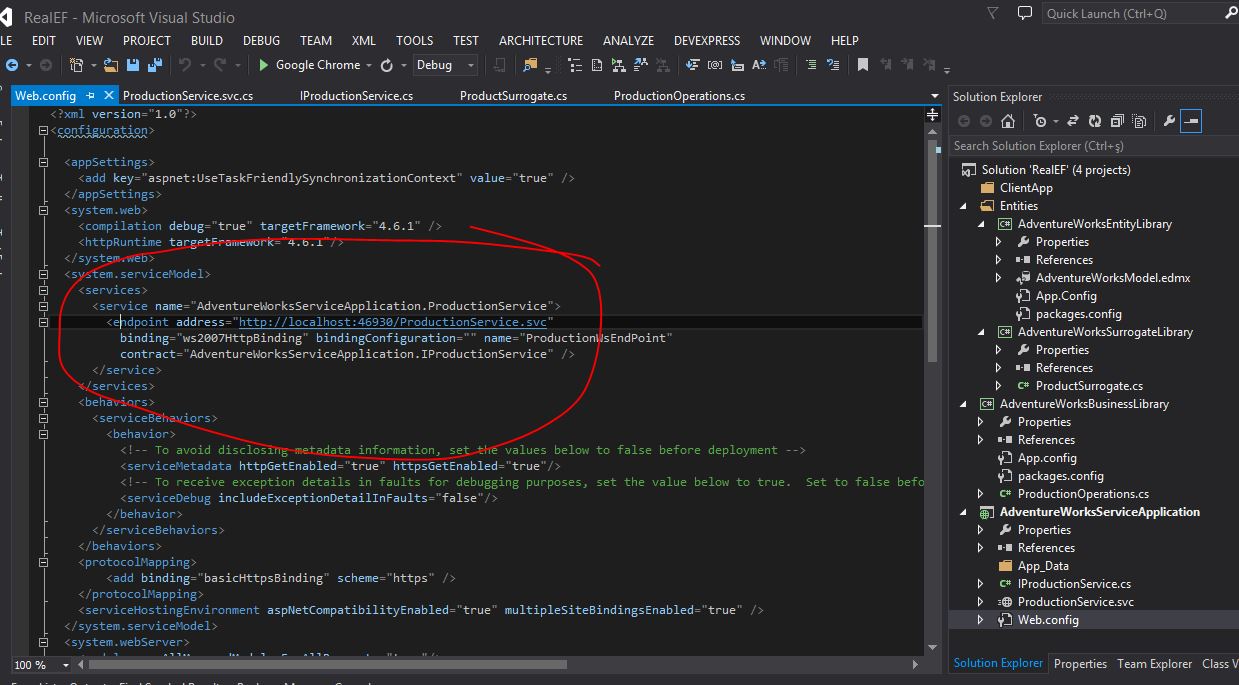 RealEF - Microsoft Visual Studio
Quick Launch (Ctrl+Q)
LE EDIT VIEW PROJECT BUILD DEBUG TEAM XML TOOLS TEST ARCHITECTURE ANALYZE DEVEXPRESS WINDOW HELP
Google Chrome Debug
Web.config ProductionService.svc.cs IProductionService.cs ProductSurrogate.cs ProductionOperations.cs
<?xml version="1.0"?>
<configuration>
<appSettings>
<add key="aspnet:UseTaskFriendlySynchronizationContext" value="true" />
</appSettings>
<system.web>
<compilation debug="true" targetFramework="4.6.1" />
<httpRuntime targetFramework="4.6.1"/>
</system.web>
<system.serviceModel>
<services>
<service name="AdventureWorksServiceApplication.ProductionService">
<endpoint address="http://localhost:46930/ProductionService.svc"
binding="ws2007HttpBinding" bindingConfiguration="" name="ProductionWsEndPoint"
contract="AdventureWorksServiceApplication.IProductionService" />
</service>
</services>
<behaviors>
<serviceBehaviors>
<behavior>
<!-- To avoid disclosing metadata information, set the values below to false before deployment -->
<serviceMetadata httpGetEnabled="true" httpsGetEnabled="true"/>
<!-- To receive exception details in faults for debugging purposes, set the value below to true.  Set to false befo
<serviceDebug includeExceptionDetailInFaults="false"/>
</behavior>
</serviceBehaviors>
</behaviors>
<protocolMapping>
<add binding="basicHttpsBinding" scheme="https" />
</protocolMapping>
<serviceHostingEnvironment aspNetCompatibilityEnabled="true" multipleSiteBindingsEnabled="true" />
</system.serviceModel>
<system.webServer>
100 %
Solution Explorer
Search Solution Explorer (Ctrl+ş)
Solution 'RealEF' (4 projects)
ClientApp
Entities
AdventureWorksEntityLibrary
Properties
References
AdventureWorksModel.edmx
App.Config
packages.config
AdventureWorksSurrogateLibrary
Properties
References
ProductSurrogate.cs
AdventureWorksBusinessLibrary
Properties
References
App.config
packages.config
ProductionOperations.cs
AdventureWorksServiceApplication
Properties
References
App_Data
IProductionService.cs
ProductionService.svc
Web.config
Solution Explorer Properties Team Explorer Class V